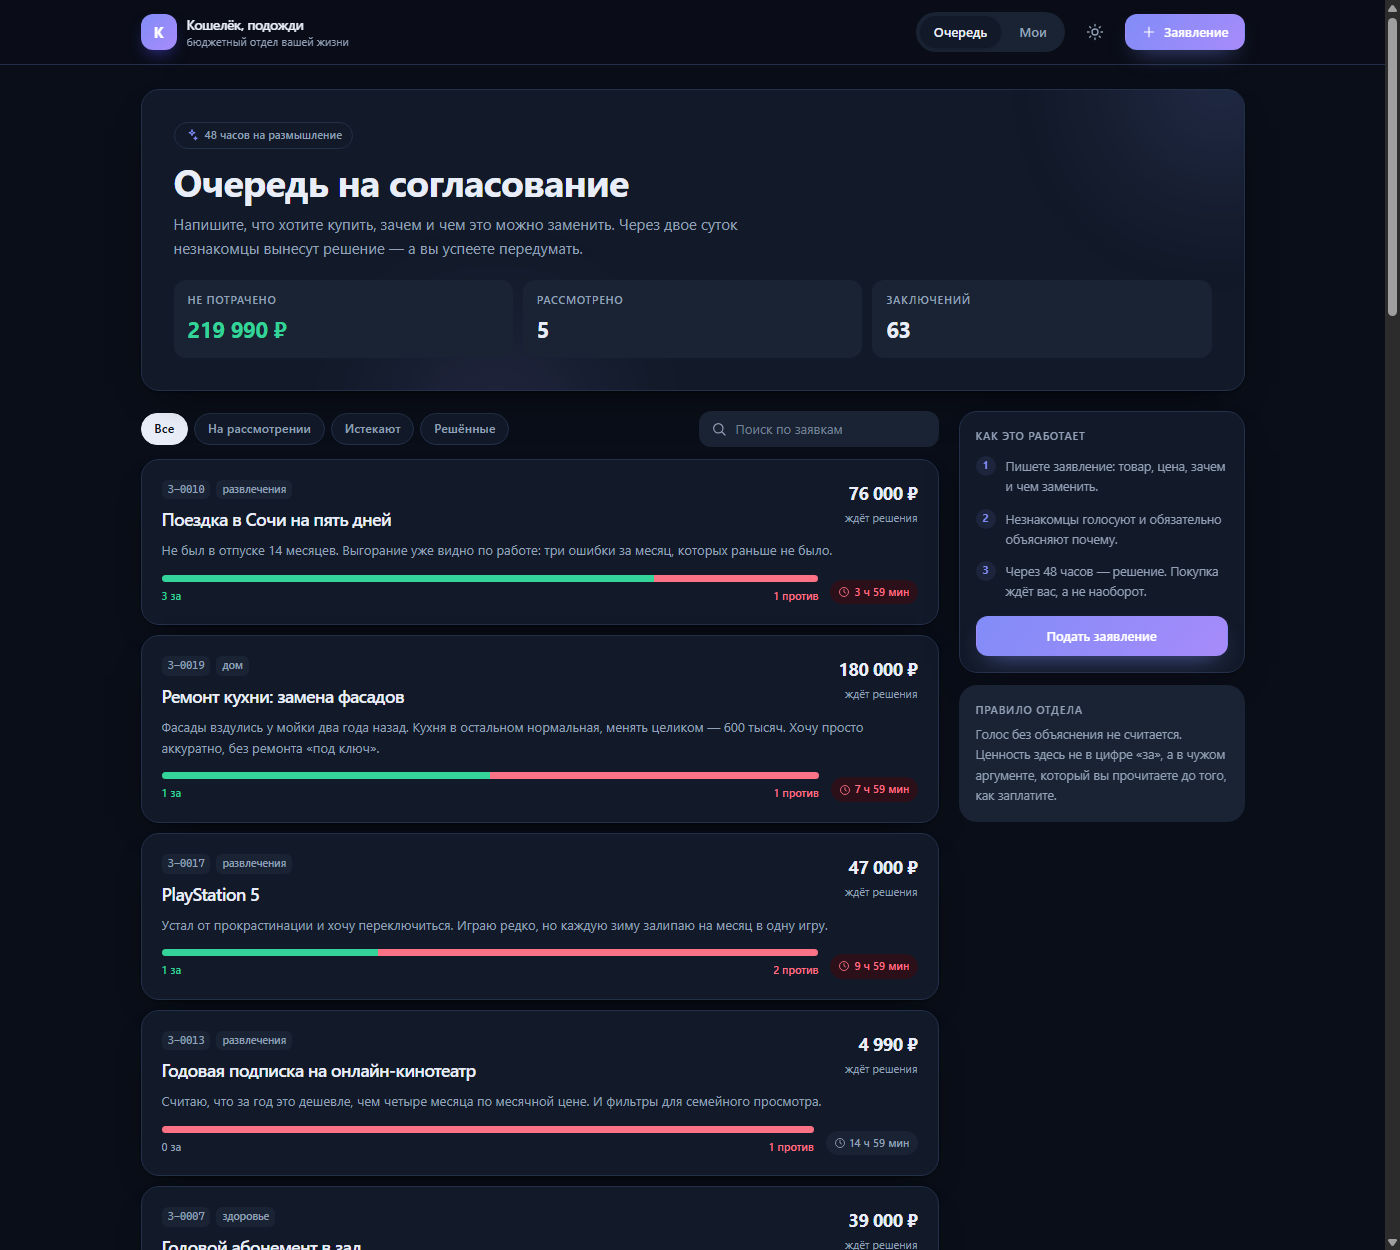 K
Кошелёк, подожди
бюджетный отдел вашей жизни
Очередь
Мои
Заявление
48 часов на размышление
Очередь на согласование
Напишите, что хотите купить, зачем и чем это можно заменить. Через двое суток
незнакомцы вынесут решение — а вы успеете передумать.
НЕ ПОТРАЧЕНО
219 990 ₽
РАССМОТРЕНО
5
ЗАКЛЮЧЕНИЙ
63
Все
На рассмотрении
Истекают
Решённые
Поиск по заявкам
З-0010
развлечения
76 000 ₽
ждёт решения
Поездка в Сочи на пять дней
Не был в отпуске 14 месяцев. Выгорание уже видно по работе: три ошибки за месяц, которых раньше не было.
3 за
1 против
3 ч 59 мин
З-0019
дом
180 000 ₽
ждёт решения
Ремонт кухни: замена фасадов
Фасады вздулись у мойки два года назад. Кухня в остальном нормальная, менять целиком — 600 тысяч. Хочу просто
аккуратно, без ремонта «под ключ».
1 за
1 против
7 ч 59 мин
З-0017
развлечения
47 000 ₽
ждёт решения
PlayStation 5
Устал от прокрастинации и хочу переключиться. Играю редко, но каждую зиму залипаю на месяц в одну игру.
1 за
2 против
9 ч 59 мин
З-0013
развлечения
4 990 ₽
ждёт решения
Годовая подписка на онлайн-кинотеатр
Считаю, что за год это дешевле, чем четыре месяца по месячной цене. И фильтры для семейного просмотра.
0 за
1 против
14 ч 59 мин
З-0007
здоровье
39 000 ₽
ждёт решения
Годовой абонемент в зал
КАК ЭТО РАБОТАЕТ
1
Пишете заявление: товар, цена, зачем
и чем заменить.
2
Незнакомцы голосуют и обязательно
объясняют почему.
3
Через 48 часов — решение. Покупка
ждёт вас, а не наоборот.
Подать заявление
ПРАВИЛО ОТДЕЛА
Голос без объяснения не считается.
Ценность здесь не в цифре «за», а в чужом
аргументе, который вы прочитаете до того,
как заплатите.